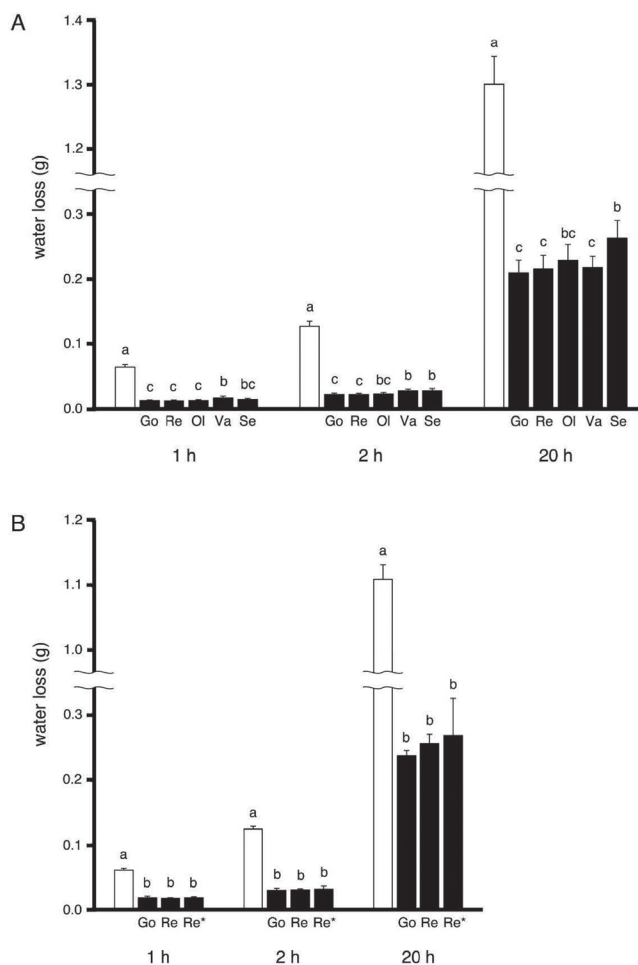 A
water loss (g)
1.4
1.3
1.2
0.3
0.2
0.1
0.0
a
c c c b bc
a
c c bc b b
a
c c bc c b
Go Re Ol Va Se
Go Re Ol Va Se
Go Re Ol Va Se
1 h
2 h
20 h
B
water loss (g)
1.2
1.1
1.0
0.3
0.2
0.1
0.0
a
b b b
a
b b b
a
b b b
Go Re Re*
Go Re Re*
Go Re Re*
1 h
2 h
20 h